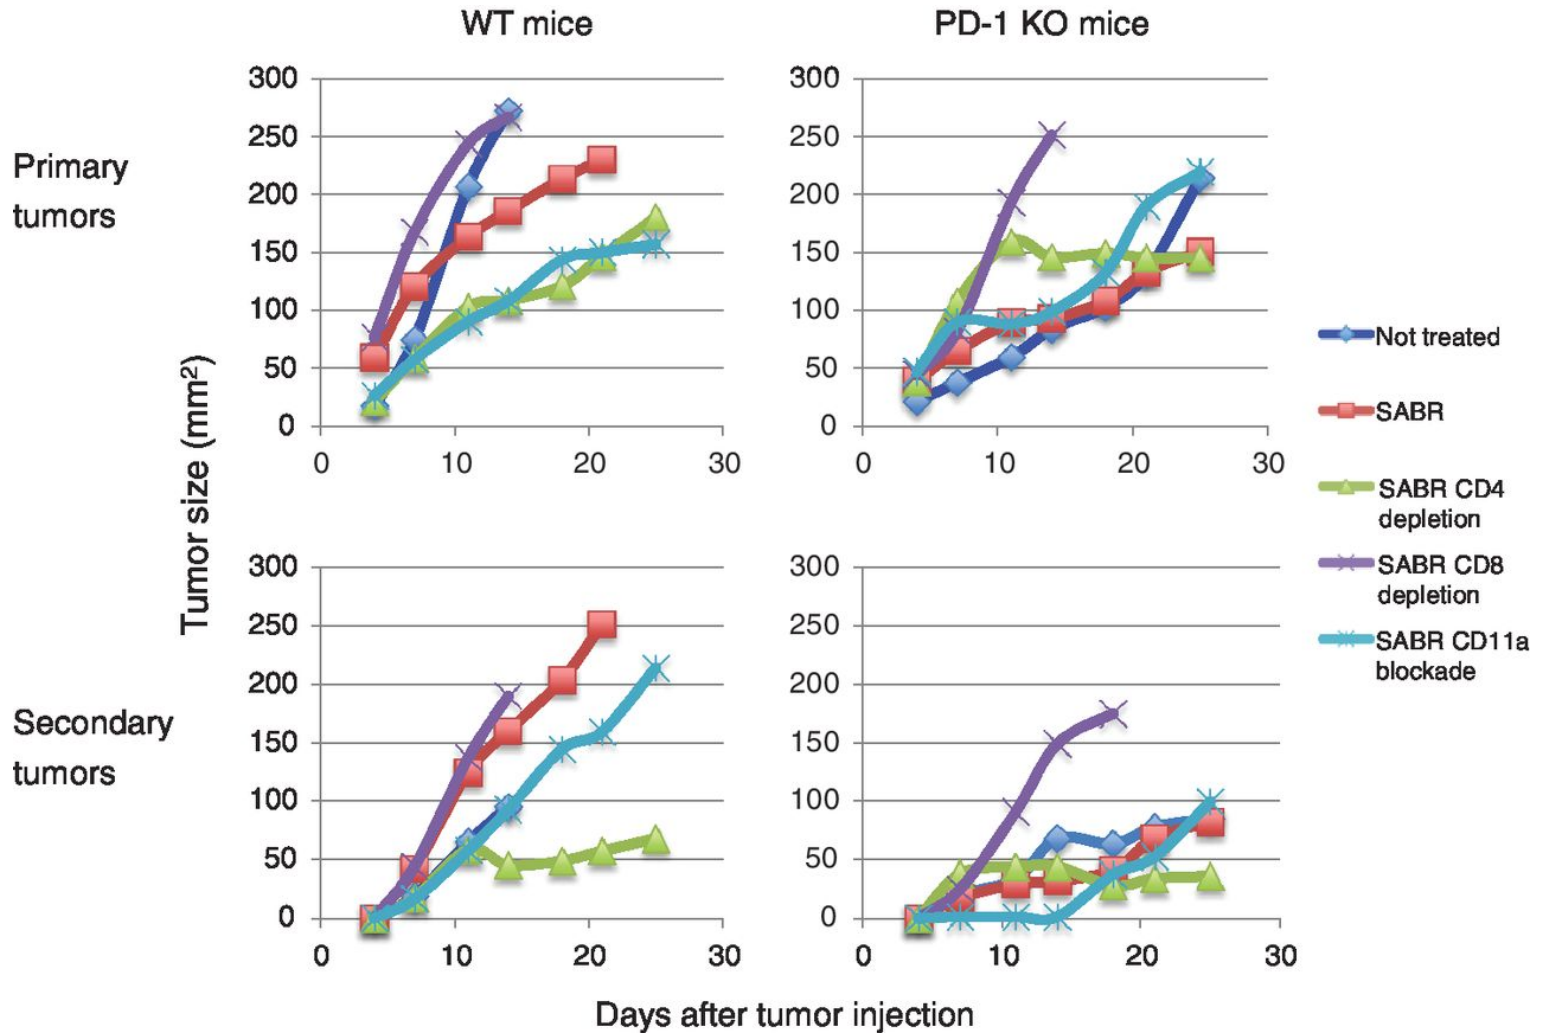 WT mice
PD-1 KO mice
Primary
tumors
Secondary
tumors
Tumor size (mm²)
300
250
200
150
100
50
0
0 10 20 30
300
250
200
150
100
50
0
0 10 20 30
300
250
200
150
100
50
0
0 10 20 30
300
250
200
150
100
50
0
0 10 20 30
Days after tumor injection
Not treated
SABR
SABR CD4
depletion
SABR CD8
depletion
SABR CD11a
blockade